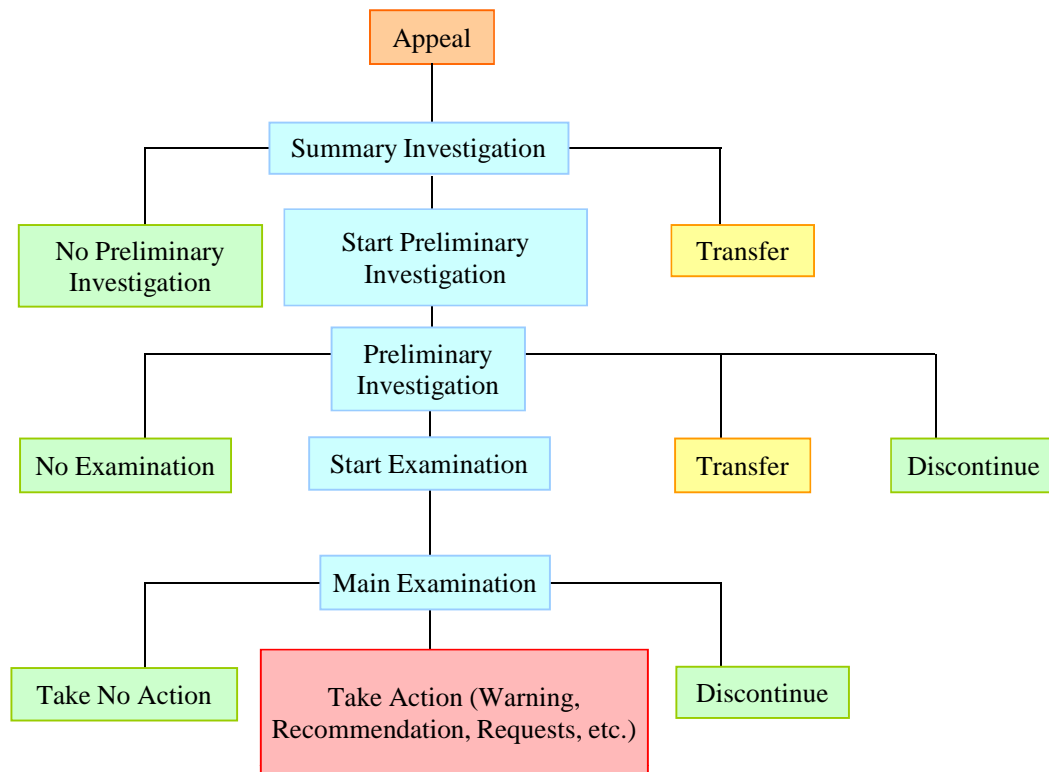 Appeal
Summary Investigation
No Preliminary
Investigation
Start Preliminary
Investigation
Transfer
Preliminary
Investigation
No Examination
Start Examination
Transfer
Discontinue
Main Examination
Take No Action
Take Action (Warning,
Recommendation, Requests, etc.)
Discontinue